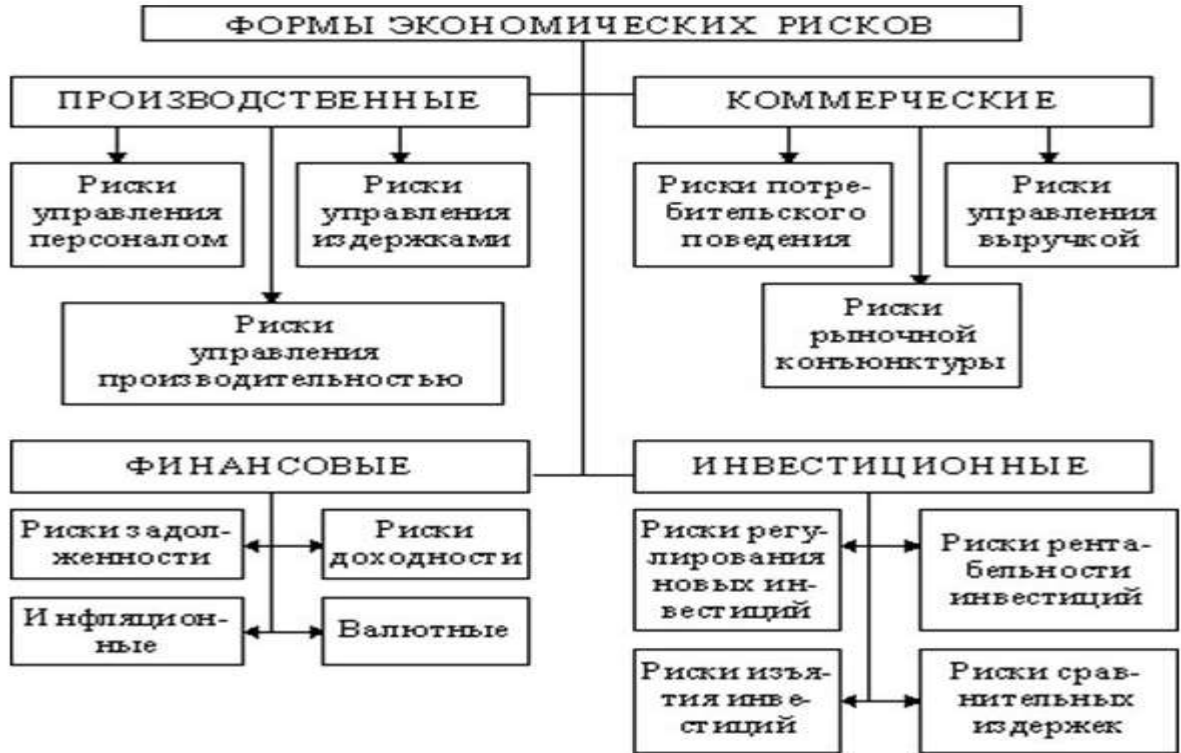 ФОРМЫ ЭКОНОМИЧЕСКИХ РИСКОВ
ПРОИЗВОДСТВЕННЫЕ
Риски
управления
персоналом
Риски
управления
издержками
Риски
управления
производительностью
КОММЕРЧЕСКИЕ
Риски потре-
бительского
поведения
Риски
управления
выручкой
Риски
рыночной
конъюнктуры
ФИНАНСОВЫЕ
Риски задол-
женности
Риски
доходности
Инфляцион-
ные
Валютные
ИНВЕСТИЦИОННЫЕ
Риски регу-
лирования
новых ин-
вестиций
Риски рента-
бельности
инвестиций
Риски изъя-
тия инве-
стиций
Риски срав-
нительных
издержек